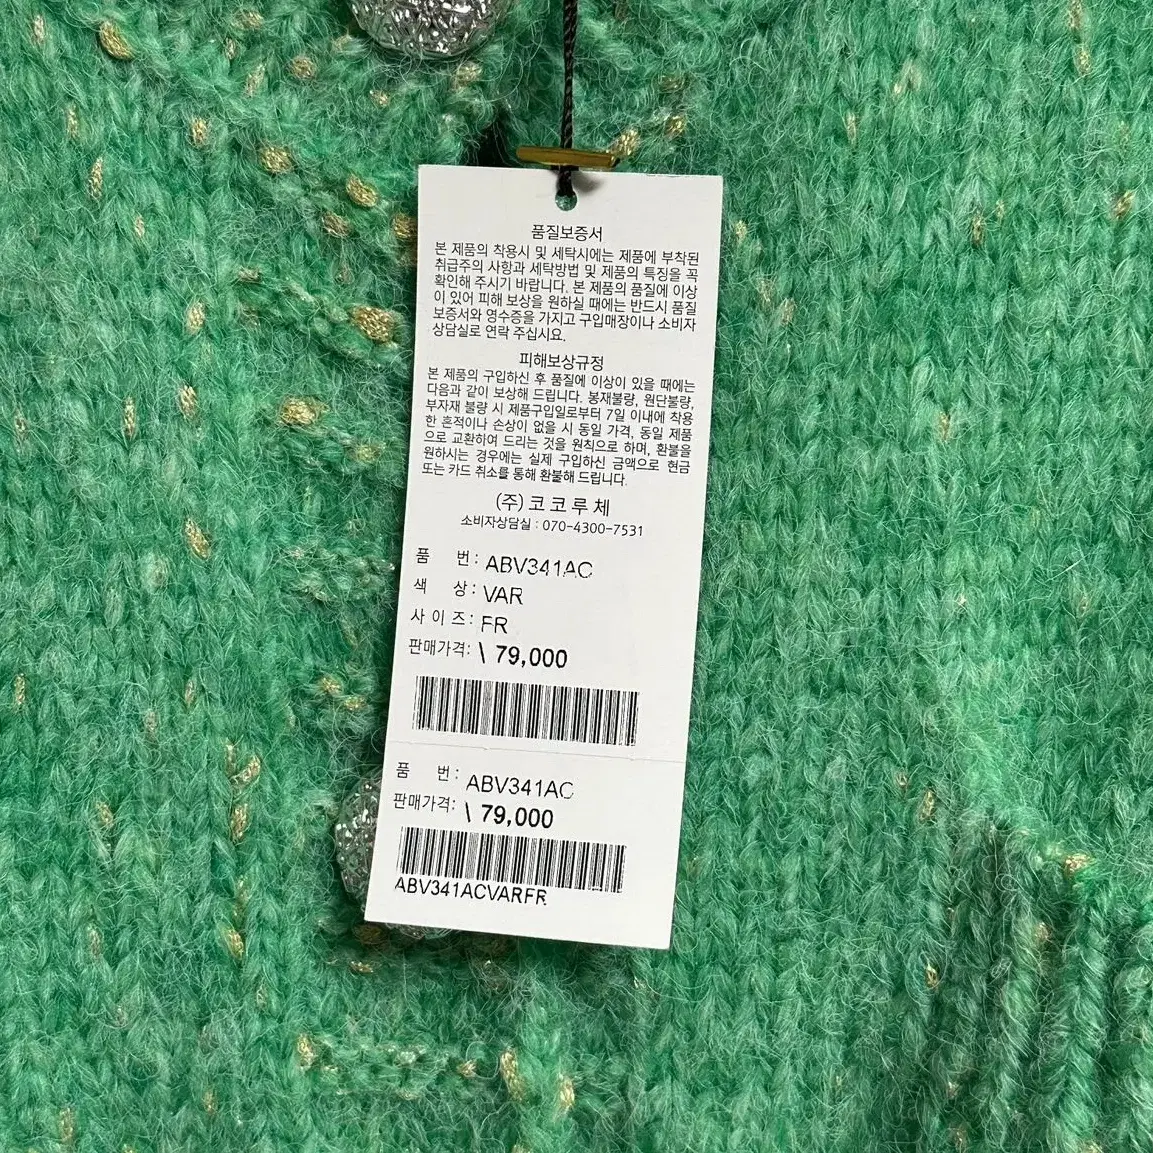 품질보증서
본 제품의 착용시 및 세탁시에는 제품에 부착된
취급주의 사항과 세탁방법 및 제품의 특징을 꼭
확인해 주시기 바랍니다. 본 제품의 품질에 이상
이 있어 피해 보상을 원하실 때에는 반드시 품질
보증서와 영수증을 가지고 구입매장이나 소비자
상담실로 연락 주십시요.
피해보상규정
본 제품의 구입하신 후 품질에 이상이 있을 때에는
다음과 같이 보상해 드립니다. 봉재불량, 원단불량,
부자재 불량 시 제품구입일로부터 7일 이내에 착용
한 흔적이나 손상이 없을 시 동일 가격, 동일 제품
으로 교환하여 드리는 것을 원칙으로 하며, 환불을
원하시는 경우에는 실제 구입하신 금액으로 현금
또는 카드 취소를 통해 환불해 드립니다.
(주)코코루체
소비자상담실 : 070-4300-7531
품 번: ABV341AC
색 상: VAR
사이즈: FR
판매가격: \ 79,000
품 번: ABV341AC
판매가격: \ 79,000
ABV341ACVARFR